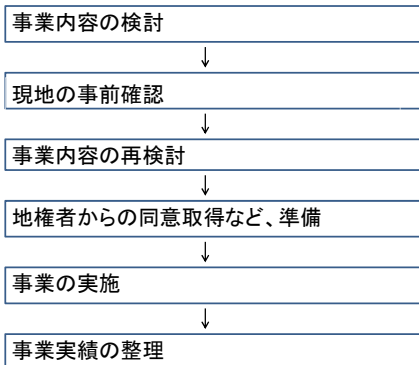 事業内容の検討
↓
現地の事前確認
↓
事業内容の再検討
↓
地権者からの同意取得など、準備
↓
事業の実施
↓
事業実績の整理